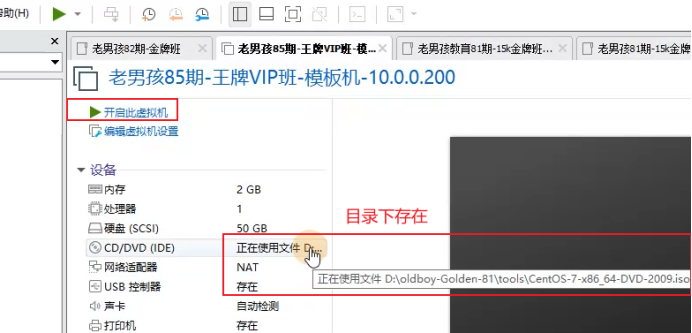 帮助(H)
老男孩82期-金牌班
老男孩85期-王牌VIP班-模...
老男孩教育81期-15k金牌班...
老男孩81期-15k金牌
老男孩85期-王牌VIP班-模板机-10.0.0.200
开启此虚拟机
编辑虚拟机设置
设备
内存 2 GB
处理器 1
目录下存在
硬盘 (SCSI) 50 GB
CD/DVD (IDE) 正在使用文件 D:...
网络适配器 NAT
正在使用文件 D:\oldboy-Golden-81\tools\CentOS-7-x86_64-DVD-2009.iso
USB 控制器 存在
声卡 自动检测
打印机 存在